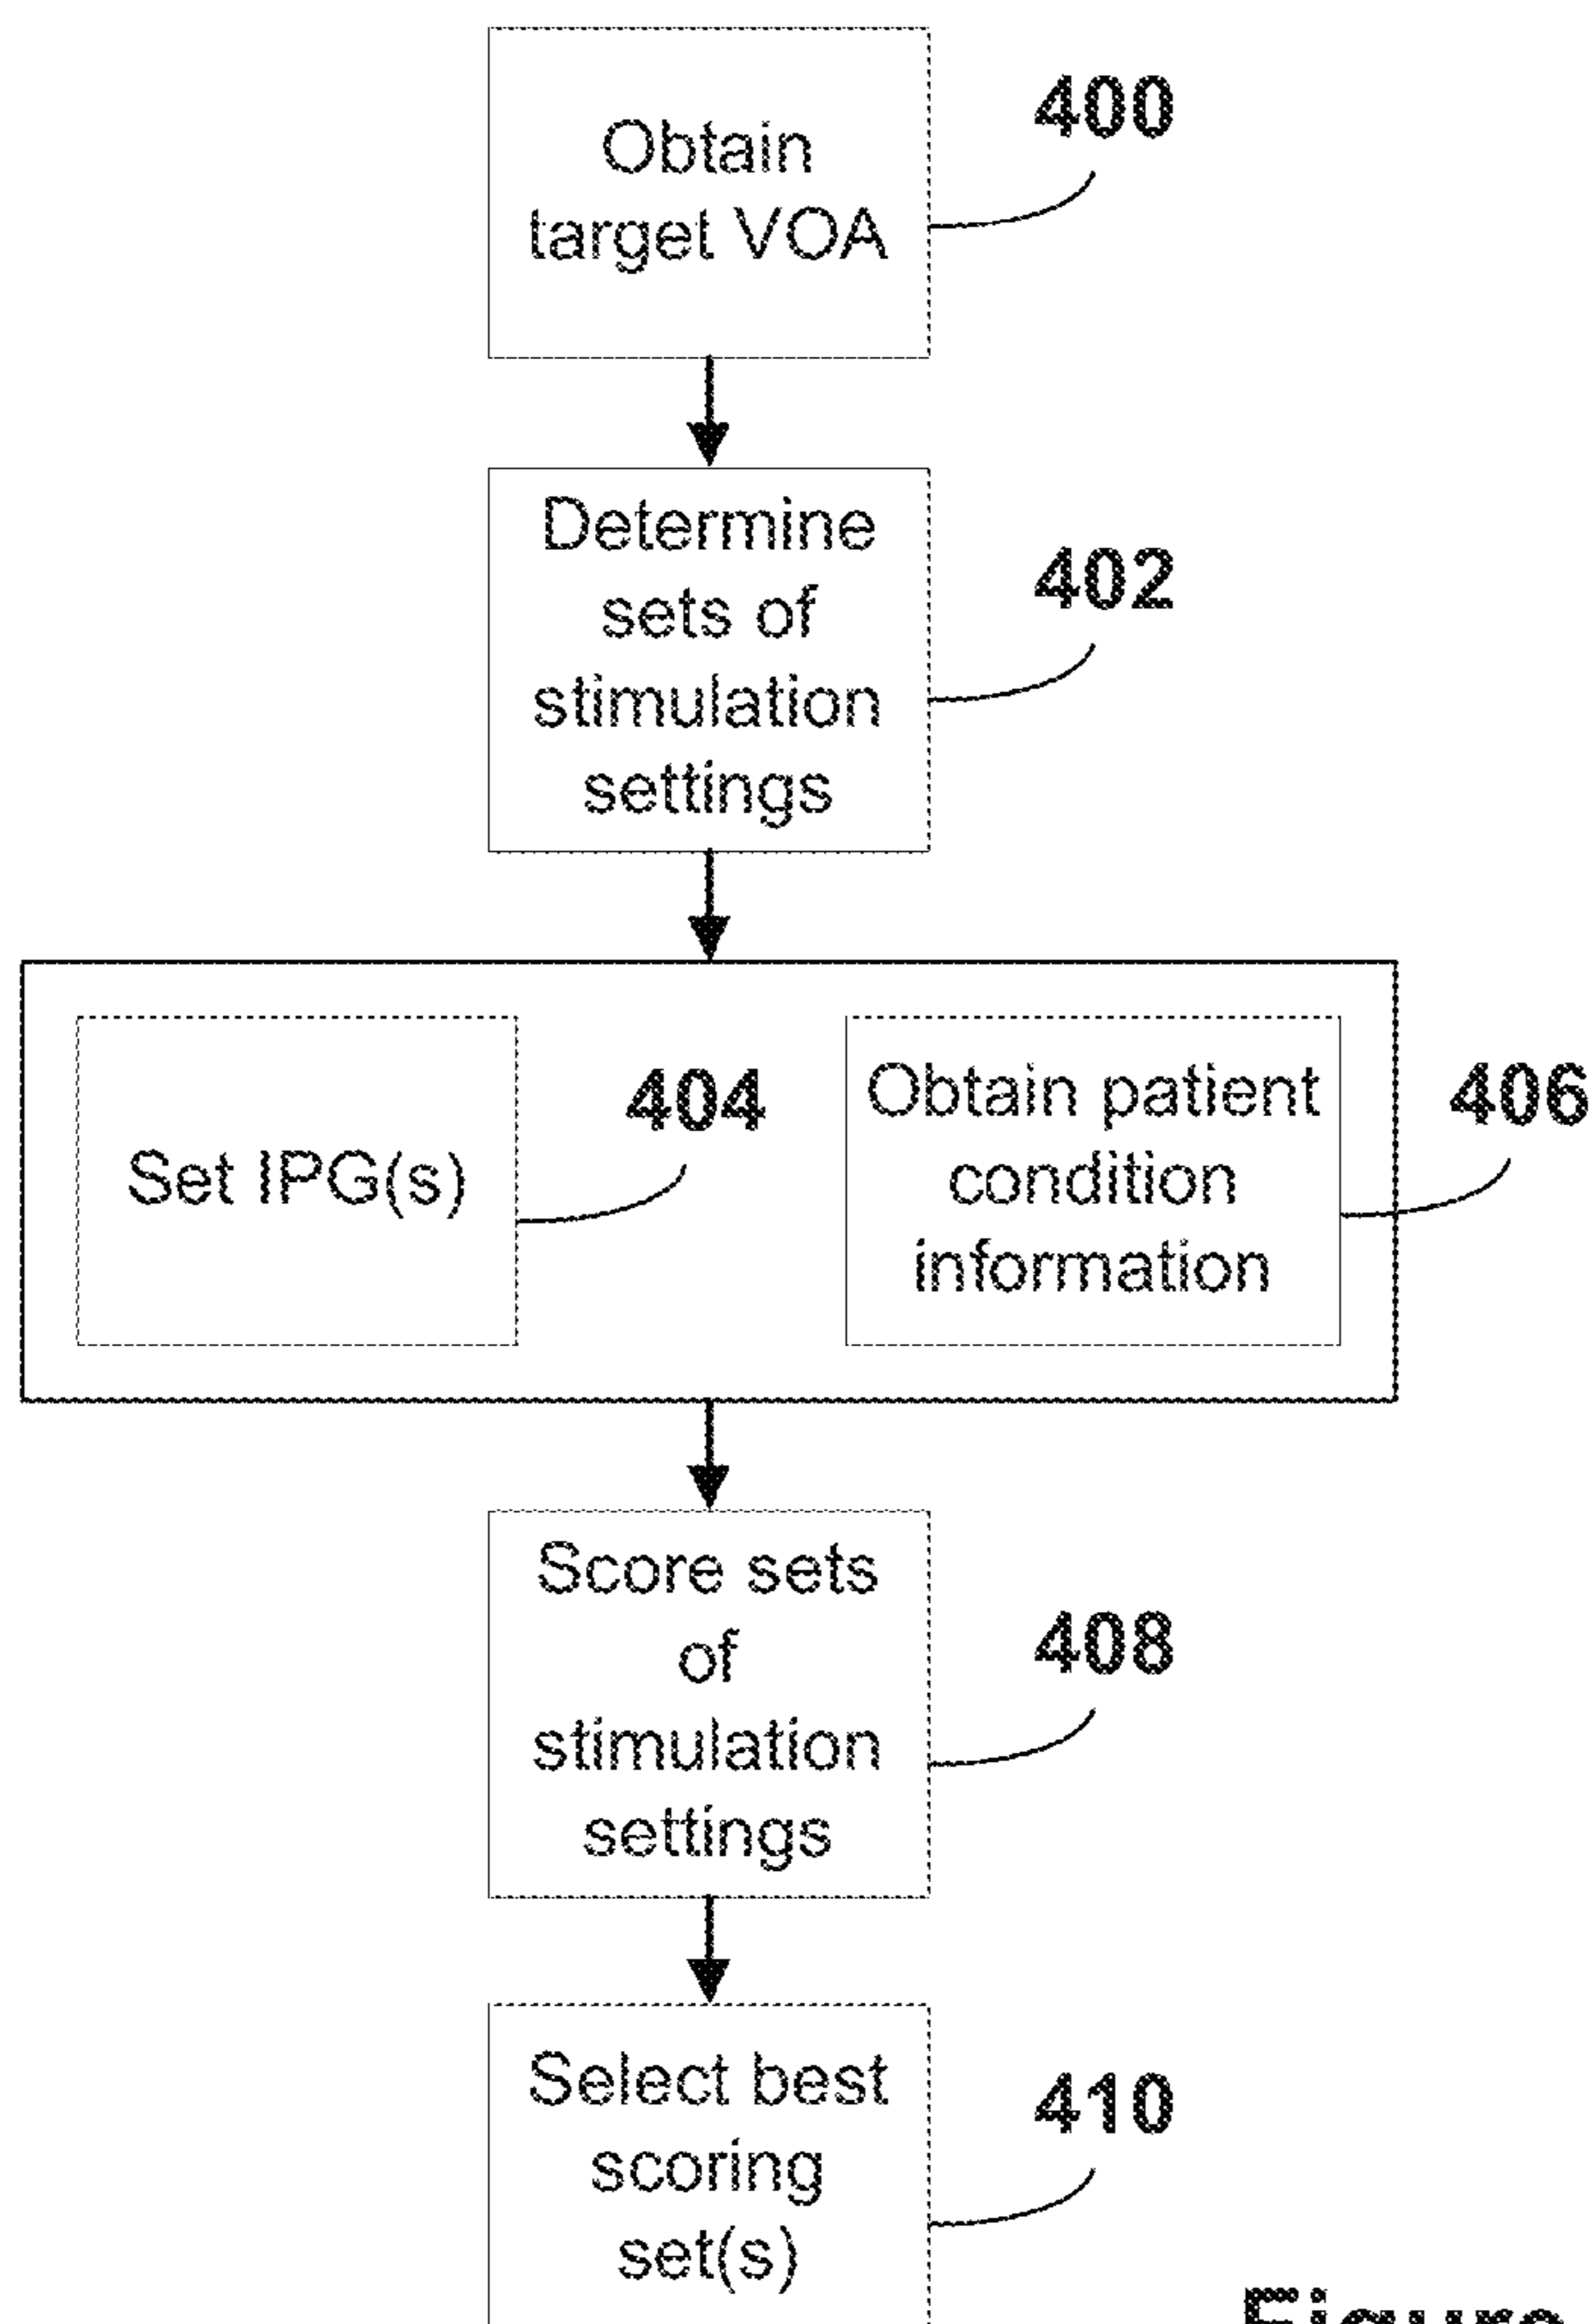 Obtain
target VOA
400
Determine
sets of
stimulation
settings
402
Set IPG(s)
404
Obtain patient
condition
information
406
Score sets
of
stimulation
settings
408
Select best
scoring
set(s)
410
Figure